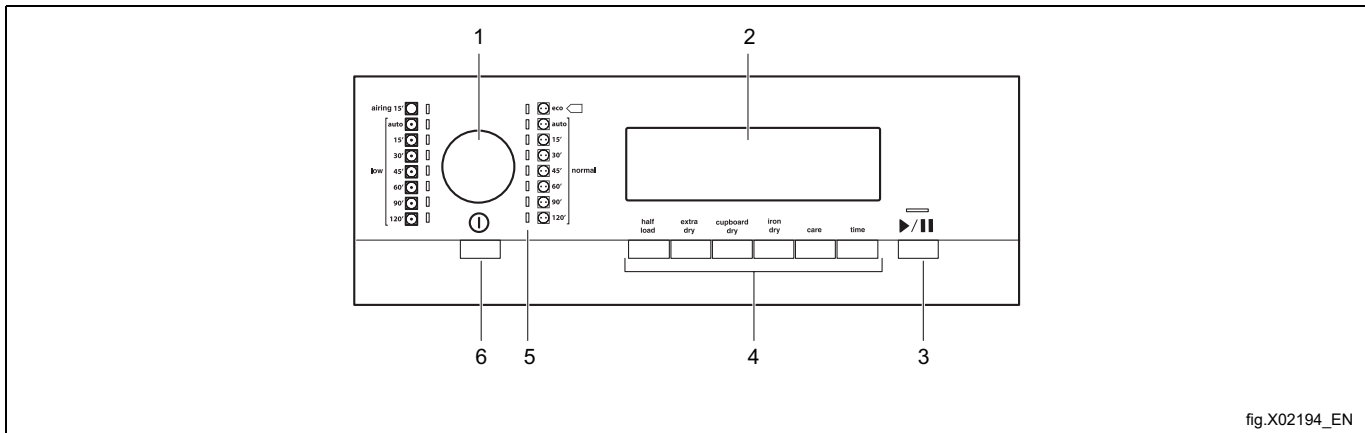 1 2
airing 15'
auto
15'
30'
low 45'
60'
90'
120'
eco
auto
15'
30'
45' normal
60'
90'
120'
half load
extra dry
cupboard dry
iron dry
care
time
6 5 4 3
fig.X02194_EN